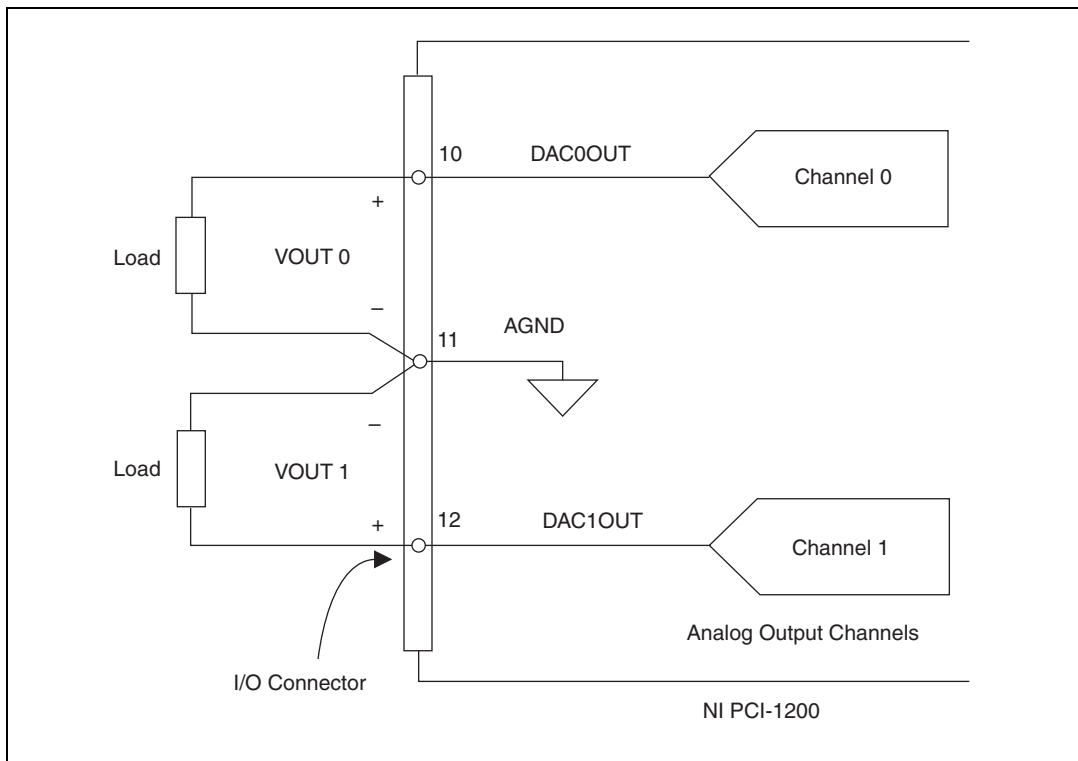 10
DAC0OUT
Channel 0
+
Load
VOUT 0
–
11
AGND
–
Load
VOUT 1
+
12
DAC1OUT
Channel 1
Analog Output Channels
I/O Connector
NI PCI-1200